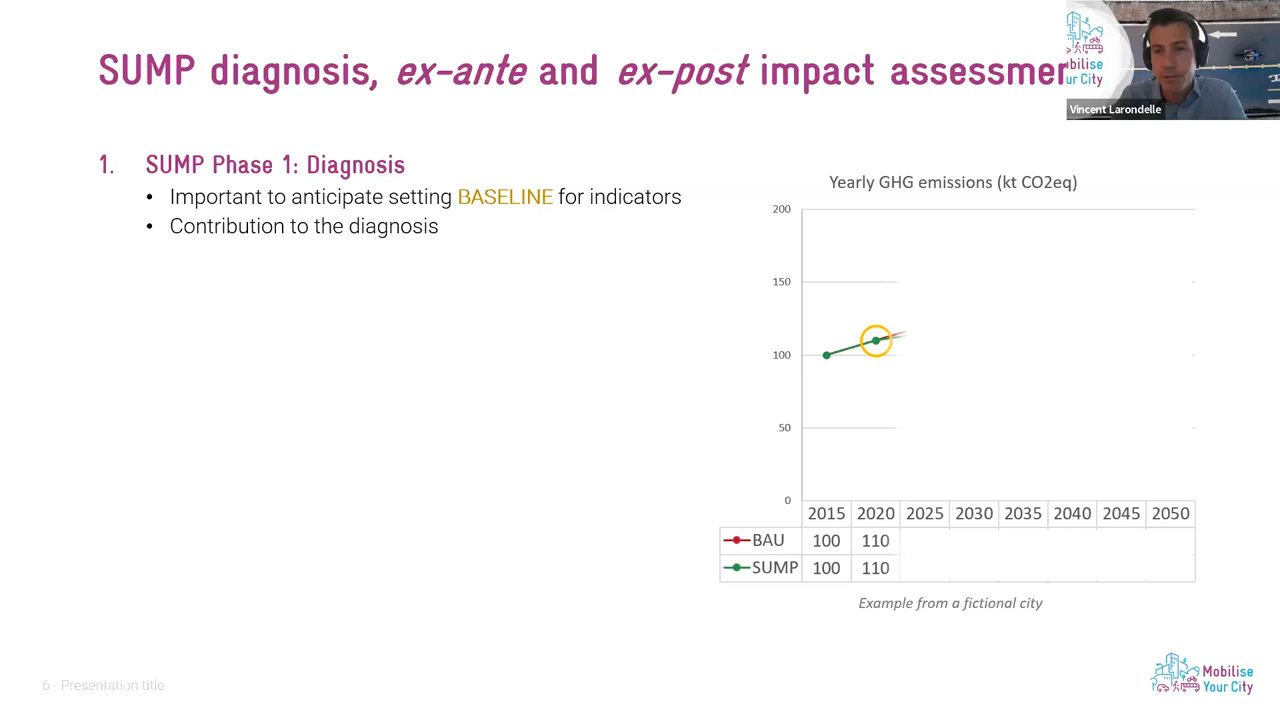 SUMP diagnosis, ex-ante and ex-post impact
bilise
ur City
Vincent Larondelle
1. SUMP Phase 1: Diagnosis
• Important to anticipate setting BASELINE for indicators
• Contribution to the diagnosis
Yearly GHG emissions (kt CO2eq)
200
150
100
50
0
2015 2020 2025 2030 2035 2040 2045 2050
BAU 100 110
SUMP 100 110
Example from a fictional city
6 - Presentation title
Mobilise
Your City